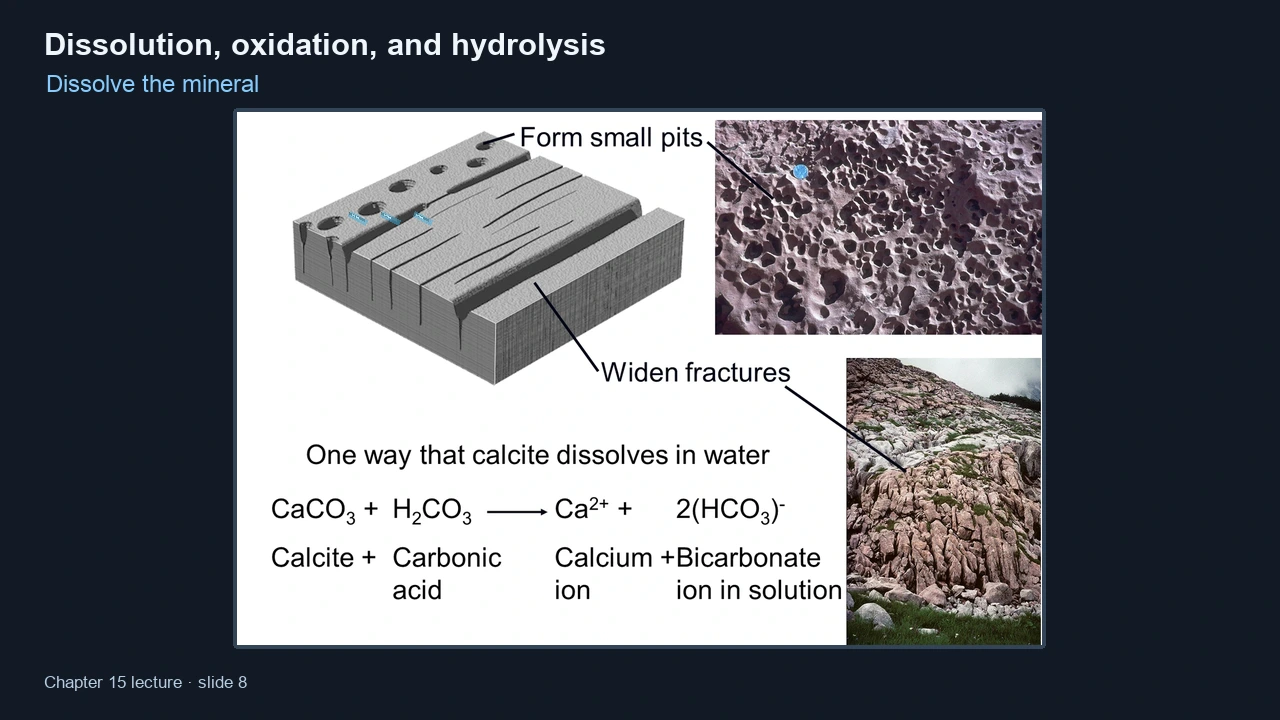 Dissolution, oxidation, and hydrolysis
Dissolve the mineral
Form small pits
Widen fractures
One way that calcite dissolves in water
CaCO₃ + H₂CO₃ ⟶ Ca²⁺ + 2(HCO₃)⁻
Calcite + Carbonic acid Calcium ion + Bicarbonate ion in solution
Chapter 15 lecture · slide 8